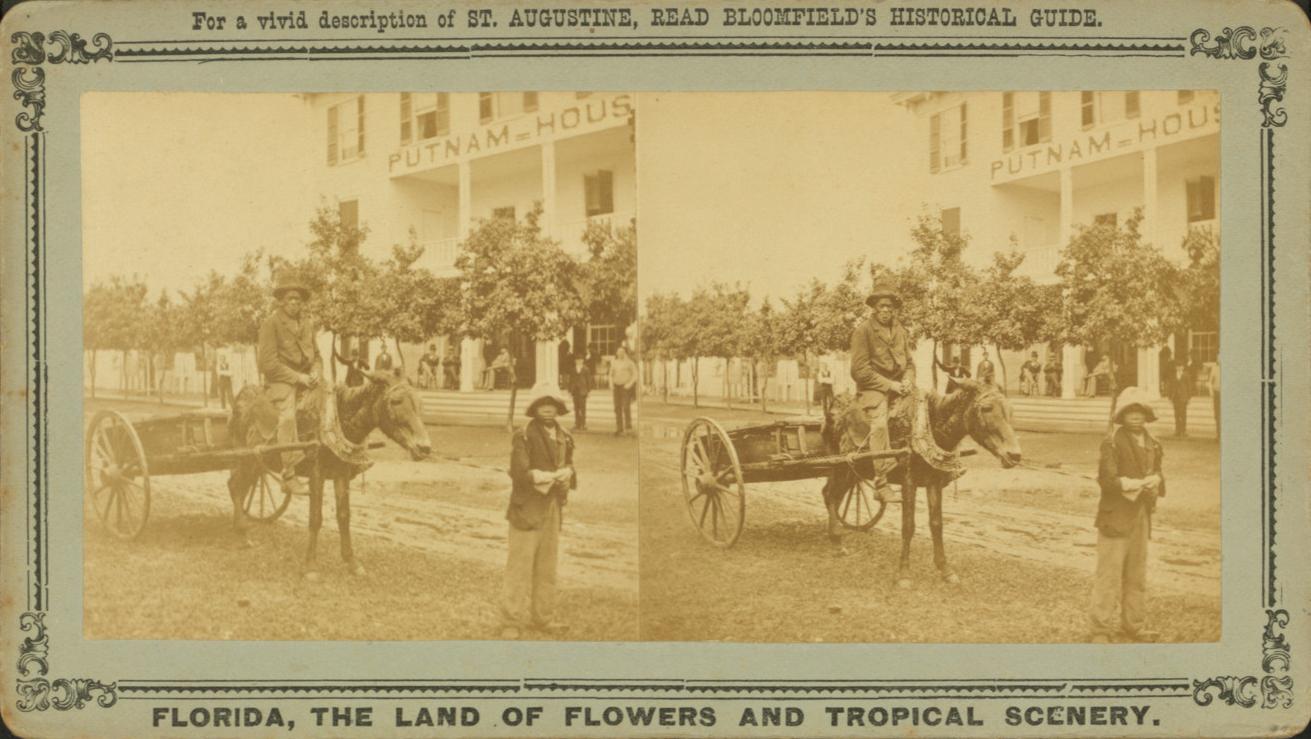 For a vivid description of ST. AUGUSTINE, READ BLOOMFIELD'S HISTORICAL GUIDE.
PUTNAM=HOUS
PUTNAM=HOUS
FLORIDA, THE LAND OF FLOWERS AND TROPICAL SCENERY.